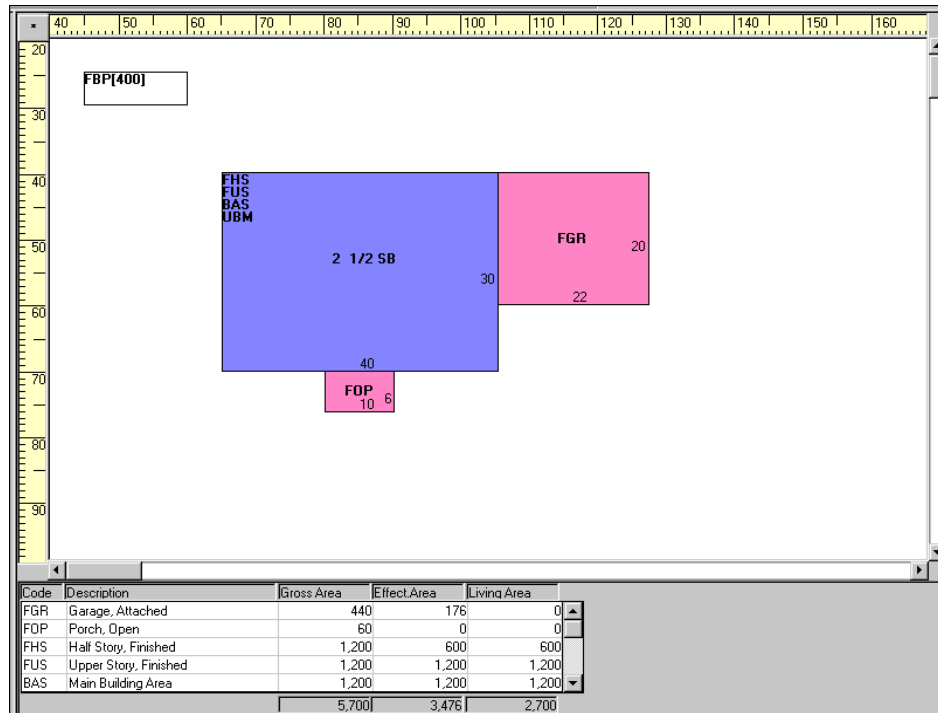 40 50 60 70 80 90 100 110 120 130 140 150 160
20
30
40
50
60
70
80
90
FBP[400]
FHS
FUS
BAS
UBM
2 1/2 SB
30
40
FGR
20
22
FOP
10 6
Code Description Gross Area Effect.Area Living Area
FGR Garage, Attached 440 176 0
FOP Porch, Open 60 0 0
FHS Half Story, Finished 1,200 600 600
FUS Upper Story, Finished 1,200 1,200 1,200
BAS Main Building Area 1,200 1,200 1,200
5,700 3,476 2,700